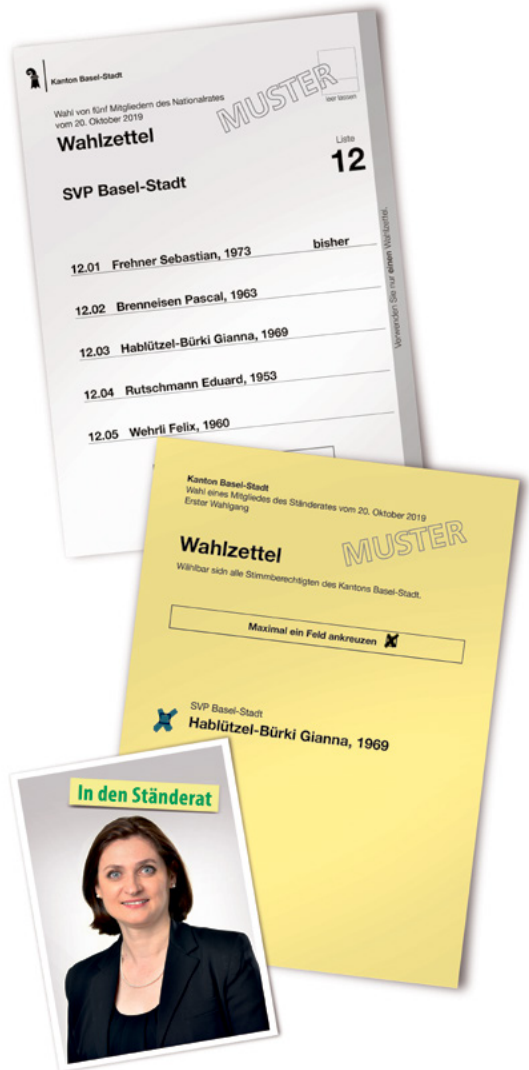 Kanton Basel-Stadt
Wahl von fünf Mitgliedern des Nationalrates
vom 20. Oktober 2019
MUSTER
leer lassen
Wahlzettel
Liste
12
SVP Basel-Stadt
12.01 Frehner Sebastian, 1973 bisher
12.02 Brenneisen Pascal, 1963
12.03 Hablützel-Bürki Gianna, 1969
12.04 Rutschmann Eduard, 1953
12.05 Wehrli Felix, 1960
Verwenden Sie nur einen Wahlzettel.
Kanton Basel-Stadt
Wahl eines Mitgliedes des Ständerates vom 20. Oktober 2019
Erster Wahlgang
MUSTER
Wahlzettel
Wählbar sidn alle Stimmberechtigten des Kantons Basel-Stadt.
Maximal ein Feld ankreuzen
SVP Basel-Stadt
Hablützel-Bürki Gianna, 1969
In den Ständerat